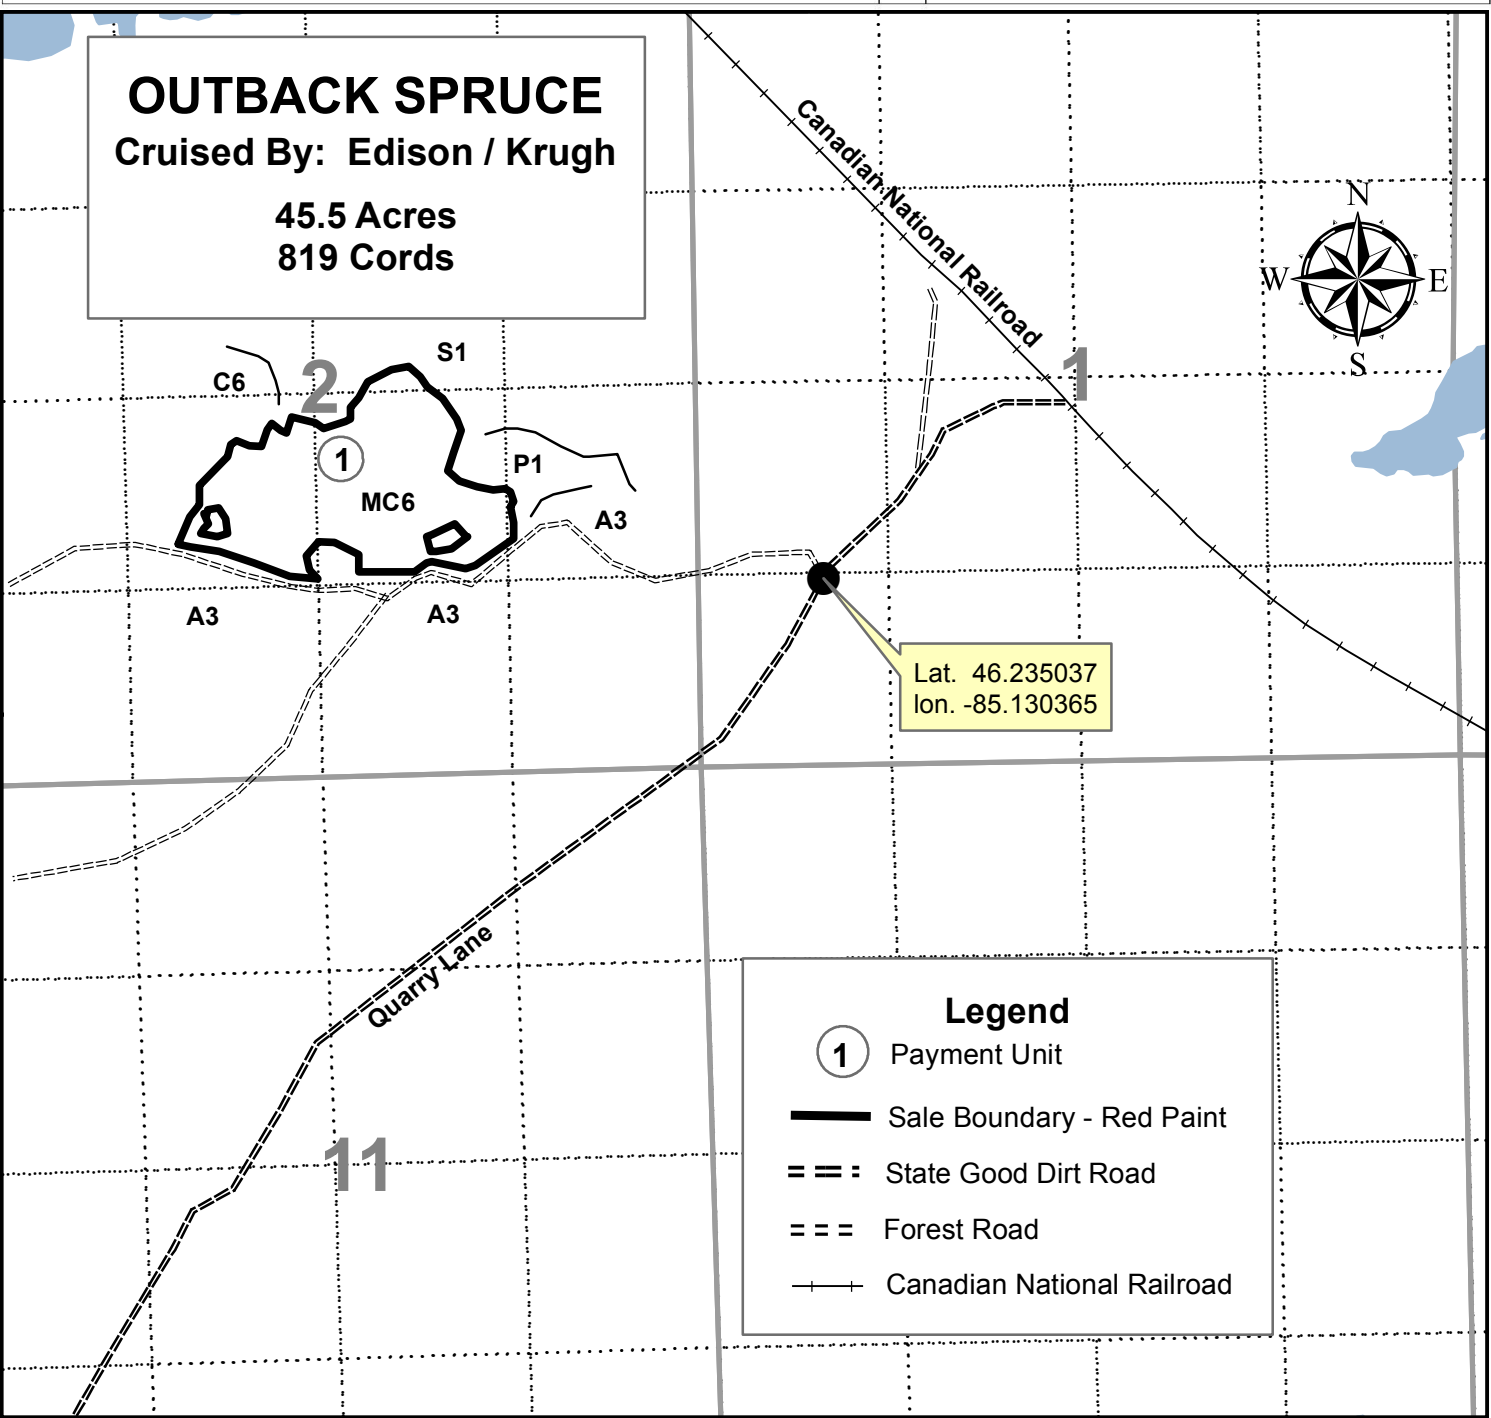 OUTBACK SPRUCE
Cruised By: Edison / Krugh
45.5 Acres
819 Cords
Canadian National Railroad
N
W
E
S
S1
C6
2
1
1
P1
MC6
A3
A3
A3
Lat. 46.235037
lon. -85.130365
Quarry Lane
11
Legend
1 Payment Unit
Sale Boundary - Red Paint
State Good Dirt Road
Forest Road
Canadian National Railroad